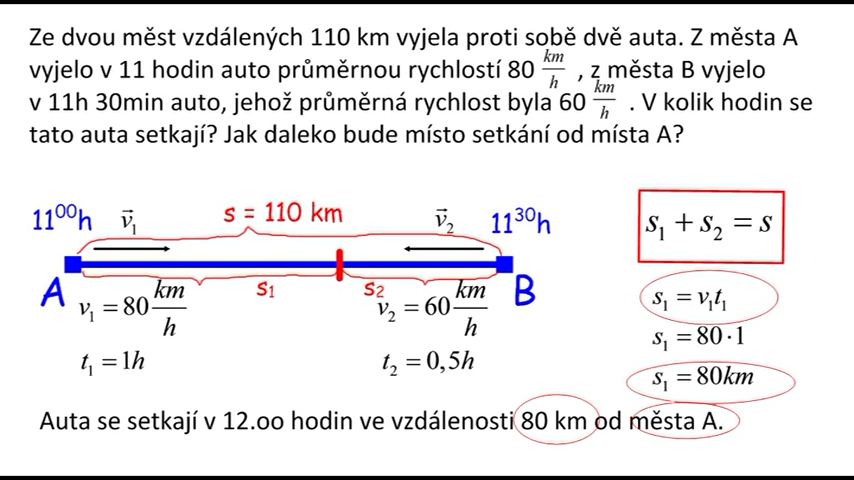 Ze dvou měst vzdálených 110 km vyjela proti sobě dvě auta. Z města A
vyjelo v 11 hodin auto průměrnou rychlostí 80 km/h , z města B vyjelo
v 11h 30min auto, jehož průměrná rychlost byla 60 km/h . V kolik hodin se
tato auta setkají? Jak daleko bude místo setkání od místa A?
11⁰⁰h v⃗₁ s = 110 km v⃗₂ 11³⁰h
s₁ + s₂ = s
A s₁ s₂ B
v₁ = 80 km/h v₂ = 60 km/h
t₁ = 1h t₂ = 0,5h
s₁ = v₁t₁
s₁ = 80·1
s₁ = 80km
Auta se setkají v 12.oo hodin ve vzdálenosti 80 km od města A.